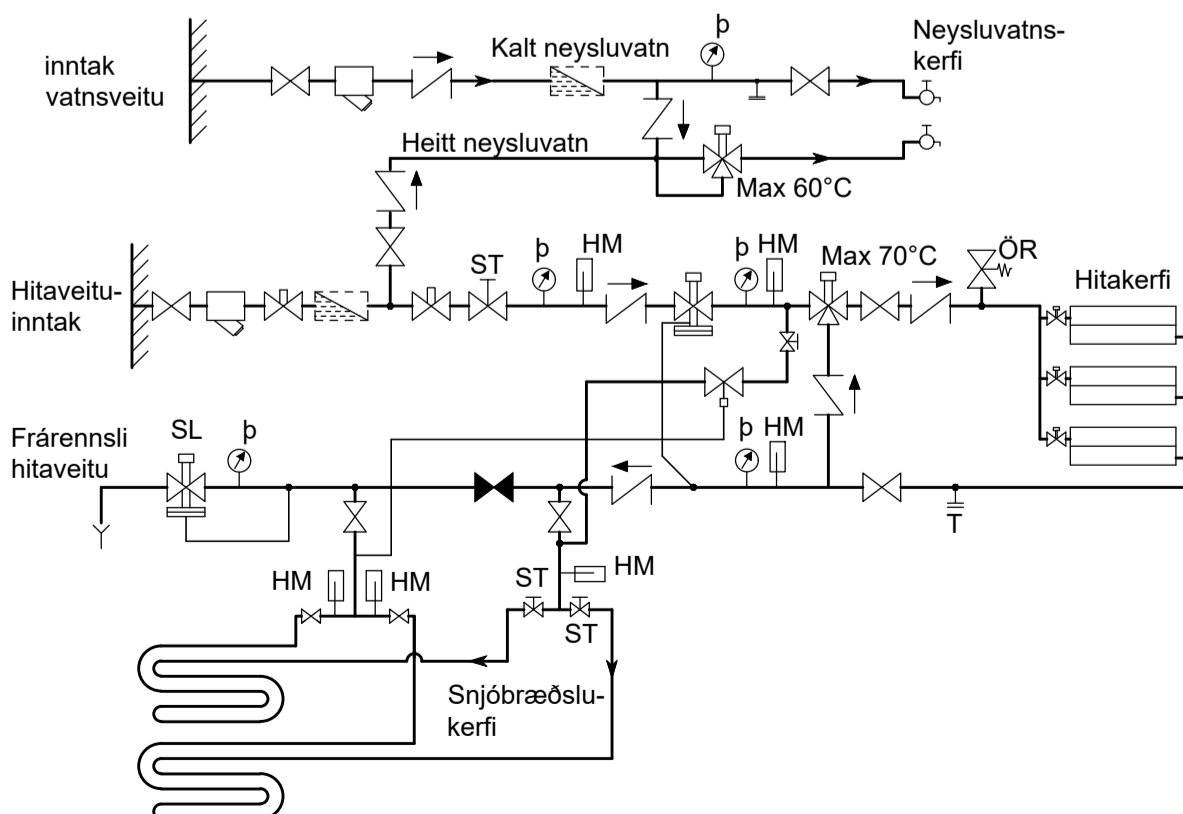 inntak
vatnsveitu
Kalt neysluvatn
þ
Neysluvatns-
kerfi
Heitt neysluvatn
Max 60°C
Hitaveitu-
inntak
ST
þ
HM
þ
HM
Max 70°C
ÖR
Hitakerfi
Frárennsli
hitaveitu
SL
þ
þ
HM
HM
HM
ST
HM
ST
Snjóbræðslu-
kerfi